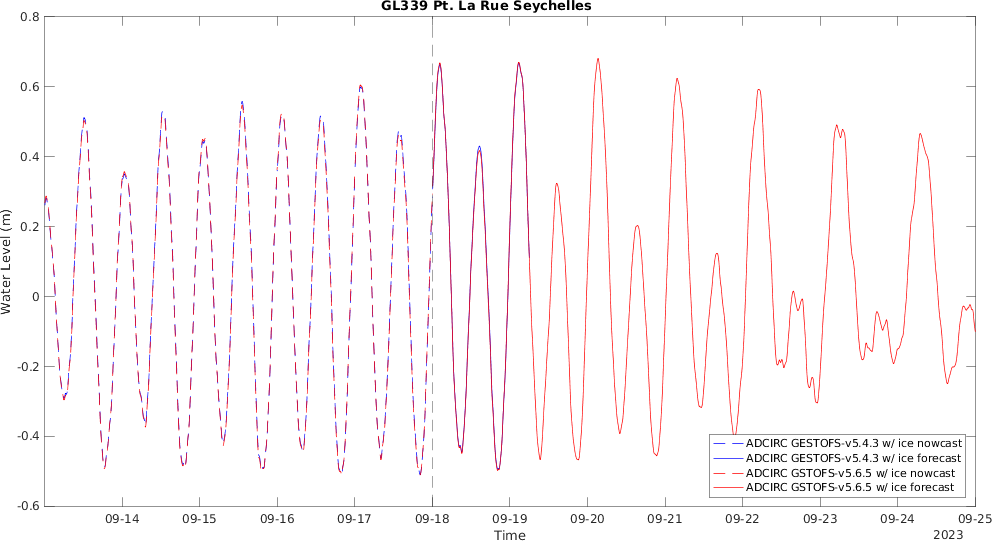 GL339 Pt. La Rue Seychelles
0.8
0.6
0.4
0.2
0
-0.2
-0.4
-0.6
Water Level (m)
09-14 09-15 09-16 09-17 09-18 09-19 09-20 09-21 09-22 09-23 09-24 09-25
Time
2023
ADCIRC GESTOFS-v5.4.3 w/ ice nowcast
ADCIRC GESTOFS-v5.4.3 w/ ice forecast
ADCIRC GSTOFS-v5.6.5 w/ ice nowcast
ADCIRC GSTOFS-v5.6.5 w/ ice forecast